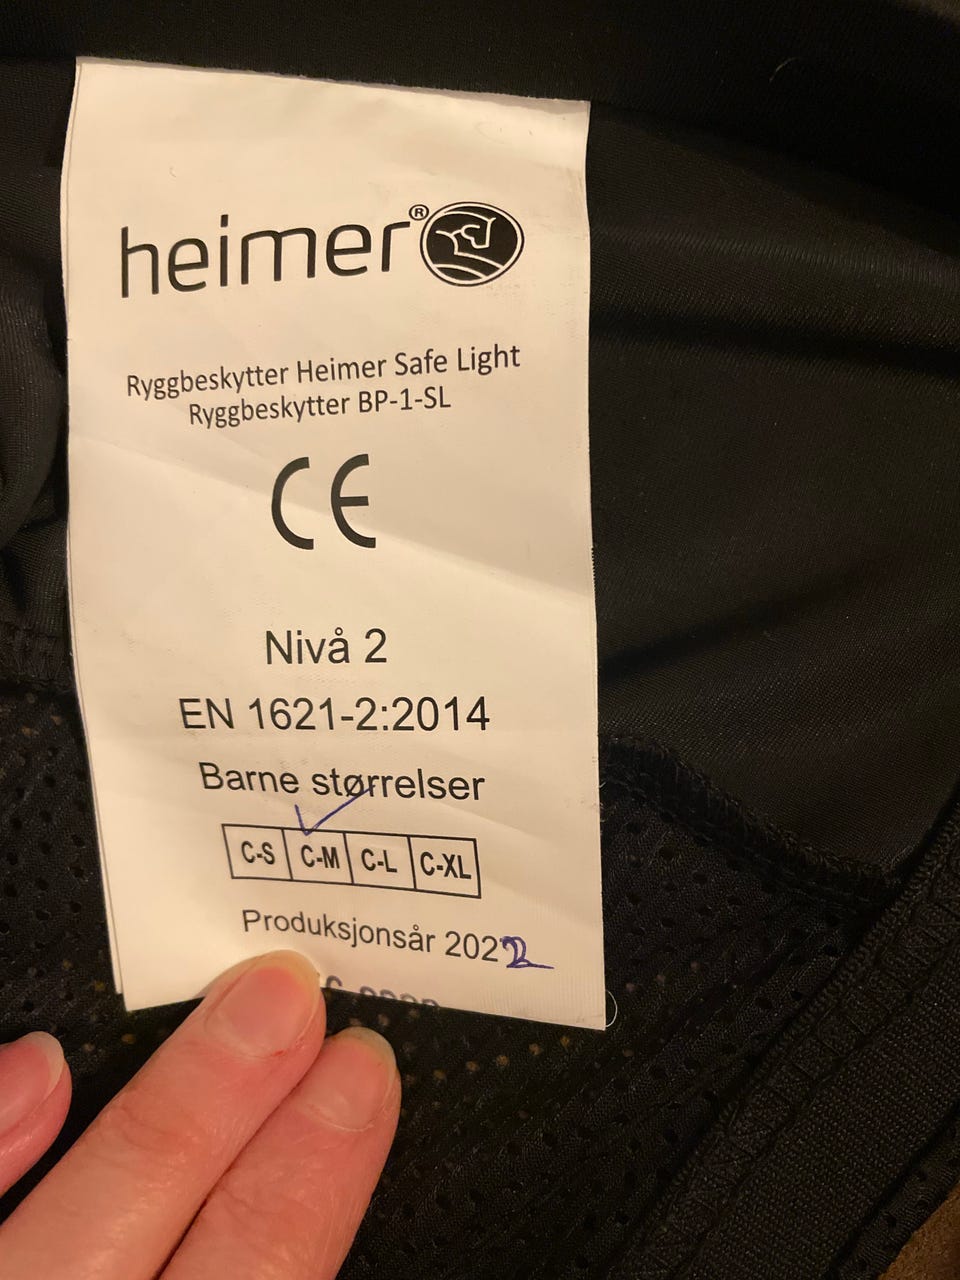 heimer®
Ryggbeskytter Heimer Safe Light
Ryggbeskytter BP-1-SL
CE
Nivå 2
EN 1621-2:2014
Barne størrelser
C-S C-M C-L C-XL
Produksjonsår 2022